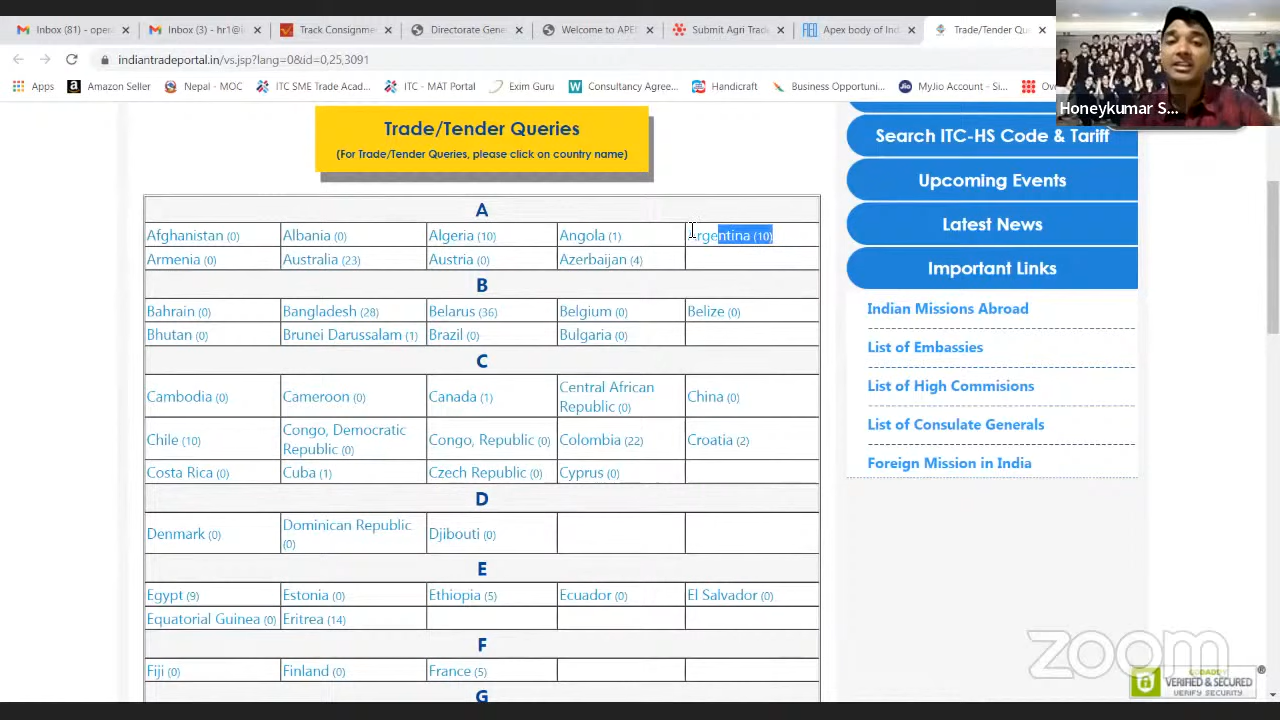 Inbox (81) - oper
Inbox (3) - hr1@
Track Consignm
Directorate Gene
Welcome to APE
Submit Agri Trad
Apex body of Ind
Trade/Tender Qu
indiantradeportal.in/vs.jsp?lang=0&id=0,25,3091
Apps
Amazon Seller
Nepal - MOC
ITC SME Trade Acad...
ITC - MAT Portal
Exim Guru
Consultancy Agree...
Handicraft
Business Opportuni...
MyJio Account - Si...
Ov
Honeykumar S...
Trade/Tender Queries
(For Trade/Tender Queries, please click on country name)
A
Afghanistan (0) Albania (0) Algeria (10) Angola (1) Argentina (10)
Armenia (0) Australia (23) Austria (0) Azerbaijan (4)
B
Bahrain (0) Bangladesh (28) Belarus (36) Belgium (0) Belize (0)
Bhutan (0) Brunei Darussalam (1) Brazil (0) Bulgaria (0)
C
Cambodia (0) Cameroon (0) Canada (1) Central African Republic (0) China (0)
Chile (10) Congo, Democratic Republic (0) Congo, Republic (0) Colombia (22) Croatia (2)
Costa Rica (0) Cuba (1) Czech Republic (0) Cyprus (0)
D
Denmark (0) Dominican Republic (0) Djibouti (0)
E
Egypt (9) Estonia (0) Ethiopia (5) Ecuador (0) El Salvador (0)
Equatorial Guinea (0) Eritrea (14)
F
Fiji (0) Finland (0) France (5)
G
Search ITC-HS Code & Tariff
Upcoming Events
Latest News
Important Links
Indian Missions Abroad
List of Embassies
List of High Commisions
List of Consulate Generals
Foreign Mission in India
zoom
GODADDY
VERIFIED & SECURED
VERIFY SECURITY